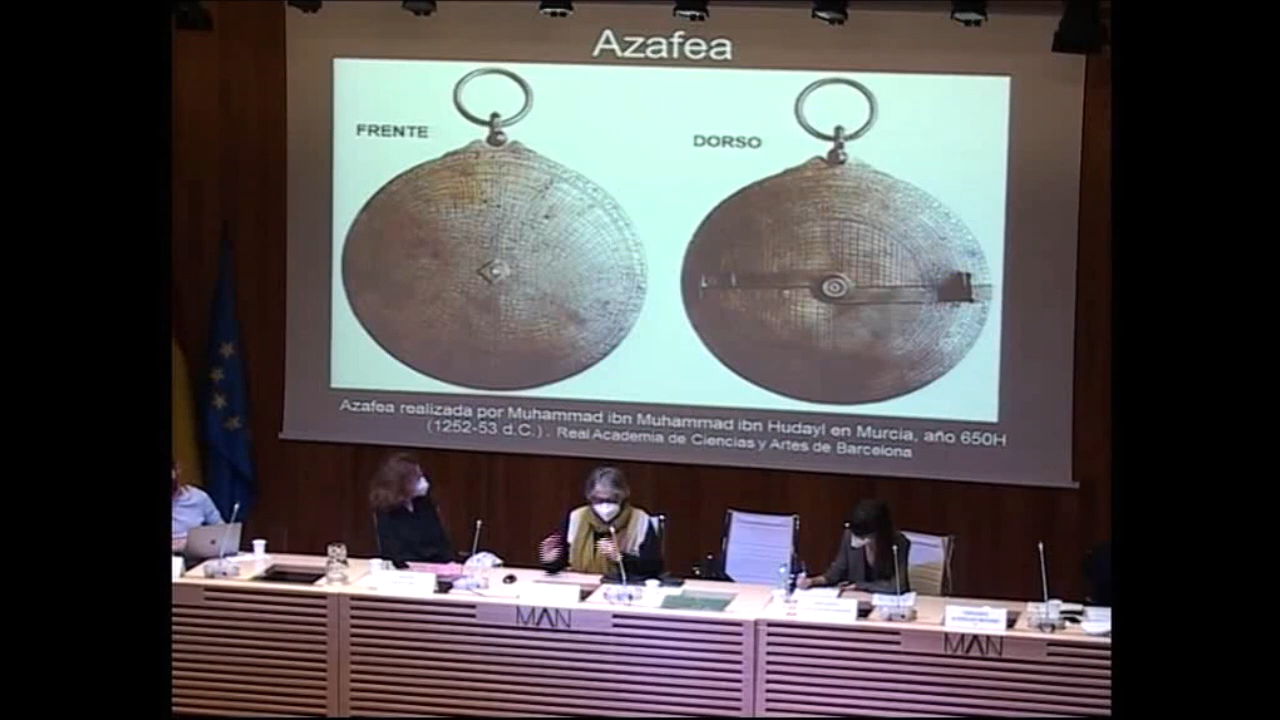 Azafea
FRENTE
DORSO
Azafea realizada por Muhammad ibn Muhammad ibn Hudayl en Murcia, año 650H
(1252-53 d.C.) . Real Academia de Ciencias y Artes de Barcelona
MAN
MAN